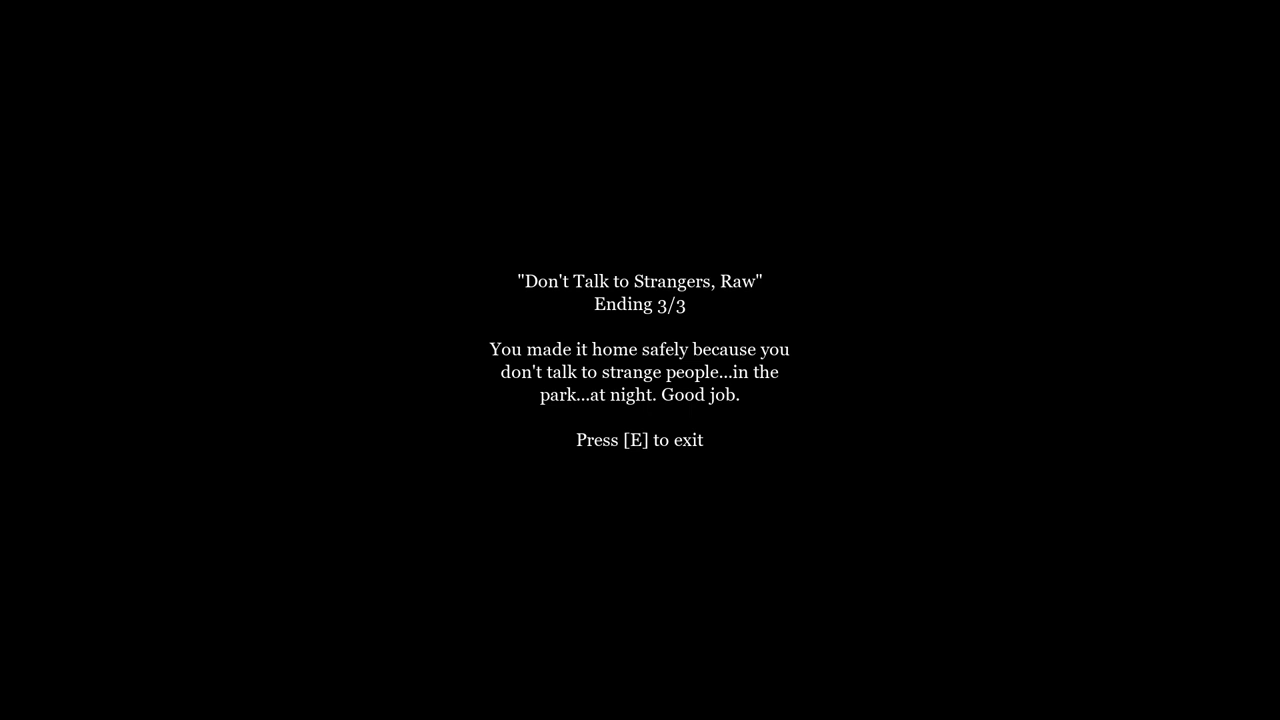 "Don't Talk to Strangers, Raw"
Ending 3/3
You made it home safely because you
don't talk to strange people...in the
park...at night. Good job.
Press [E] to exit